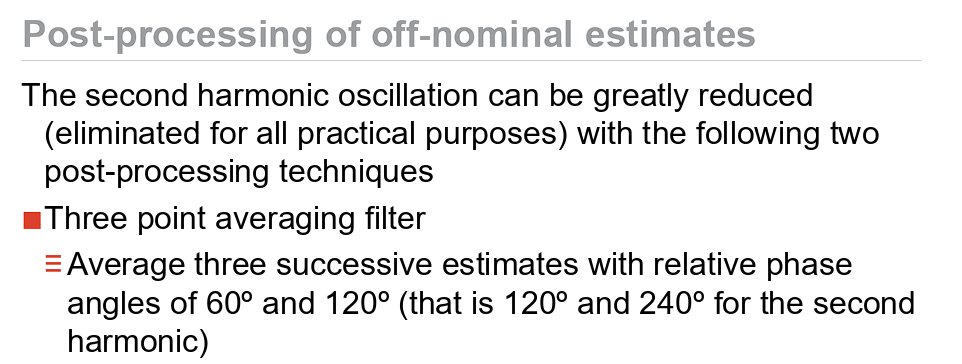 Post-processing of off-nominal estimates
The second harmonic oscillation can be greatly reduced
(eliminated for all practical purposes) with the following two
post-processing techniques
Three point averaging filter
Average three successive estimates with relative phase
angles of 60º and 120º (that is 120º and 240º for the second
harmonic)